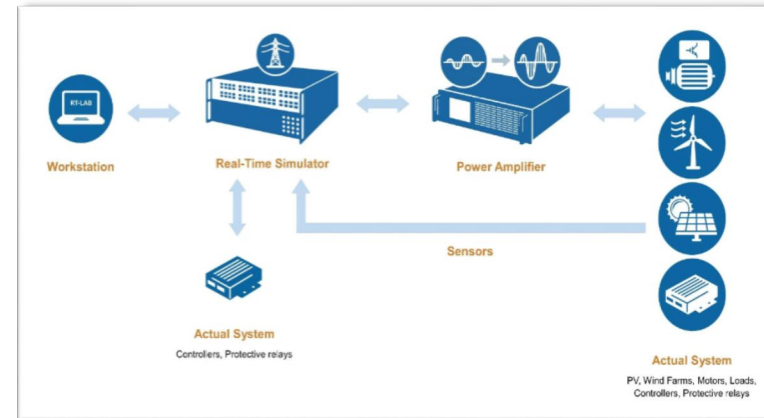 RT-LAB
Workstation
Real-Time Simulator
Power Amplifier
Sensors
Actual System
Controllers, Protective relays
Actual System
PV, Wind Farms, Motors, Loads,
Controllers, Protective relays